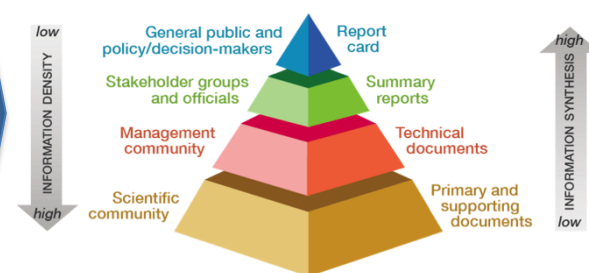 low
INFORMATION DENSITY
high
General public and
policy/decision-makers
Report
card
Stakeholder groups
and officials
Summary
reports
Management
community
Technical
documents
Scientific
community
Primary and
supporting
documents
high
INFORMATION SYNTHESIS
low